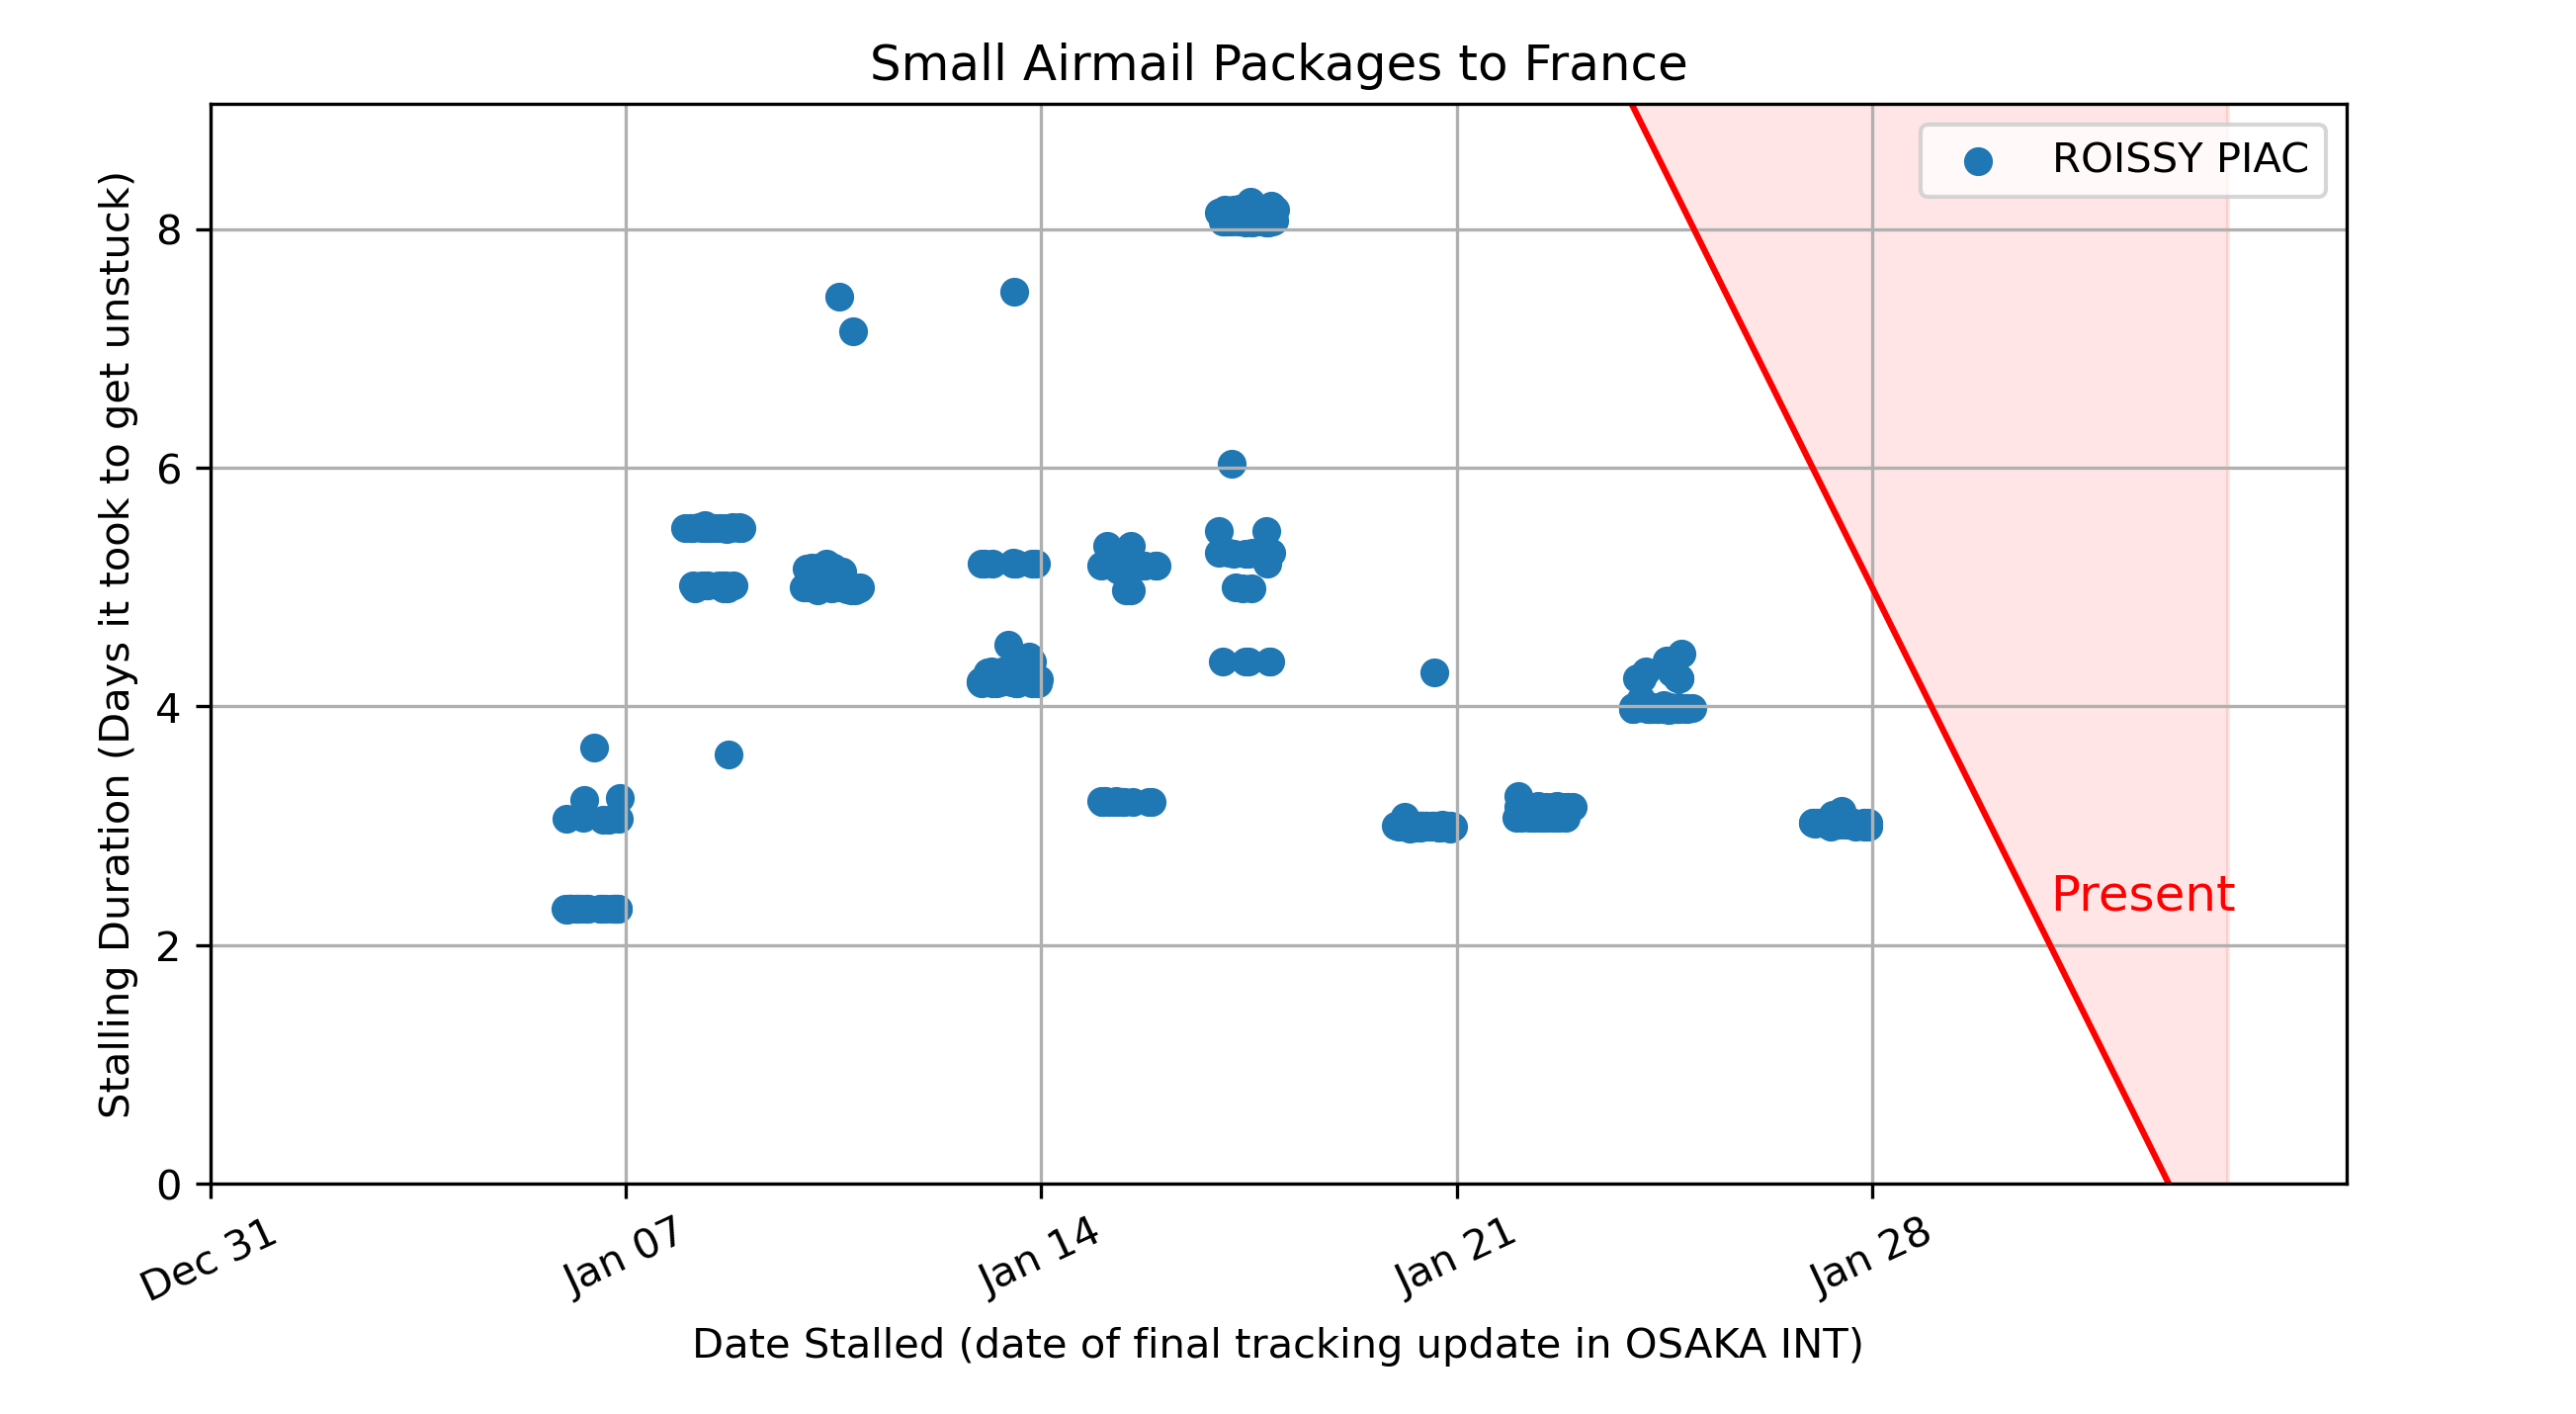 Small Airmail Packages to France
Stalling Duration (Days it took to get unstuck)
8
6
4
2
0
ROISSY PIAC
Present
Dec 31
Jan 07
Jan 14
Jan 21
Jan 28
Date Stalled (date of final tracking update in OSAKA INT)